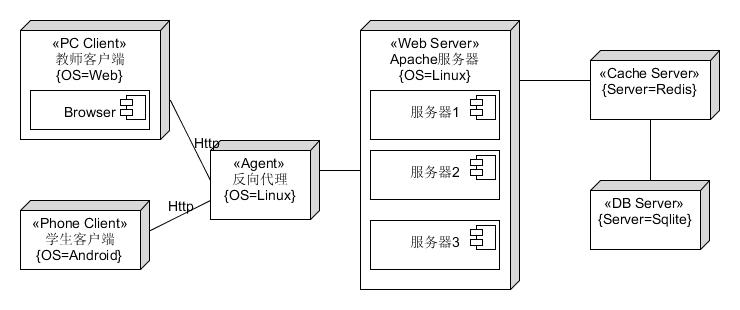 «PC Client»
教师客户端
{OS=Web}
Browser
Http
«Phone Client»
学生客户端
{OS=Android}
Http
«Agent»
反向代理
{OS=Linux}
«Web Server»
Apache服务器
{OS=Linux}
服务器1
服务器2
服务器3
«Cache Server»
{Server=Redis}
«DB Server»
{Server=Sqlite}